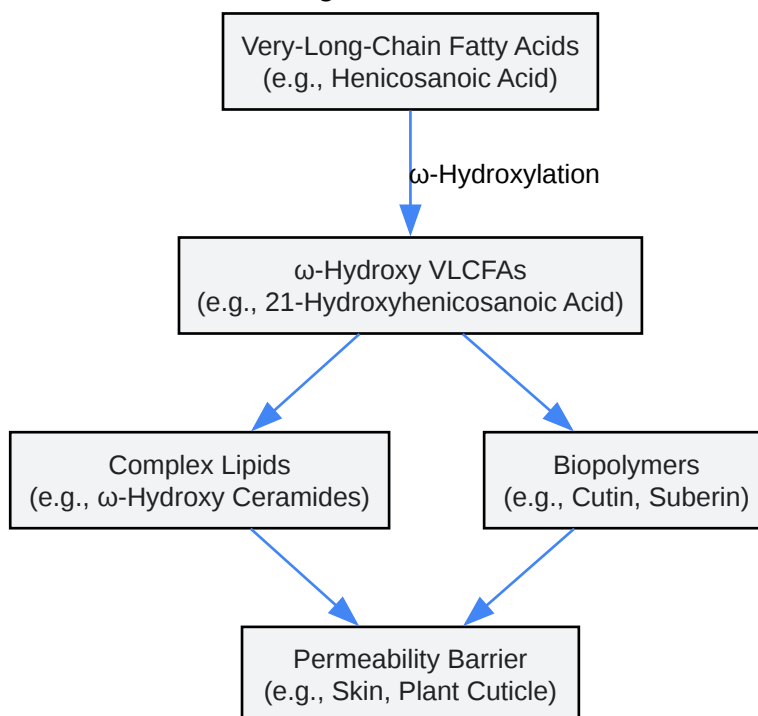 Very-Long-Chain Fatty Acids
(e.g., Henicosanoic Acid)
ω-Hydroxylation
ω-Hydroxy VLCFAs
(e.g., 21-Hydroxyhenicosanoic Acid)
Complex Lipids
(e.g., ω-Hydroxy Ceramides)
Biopolymers
(e.g., Cutin, Suberin)
Permeability Barrier
(e.g., Skin, Plant Cuticle)